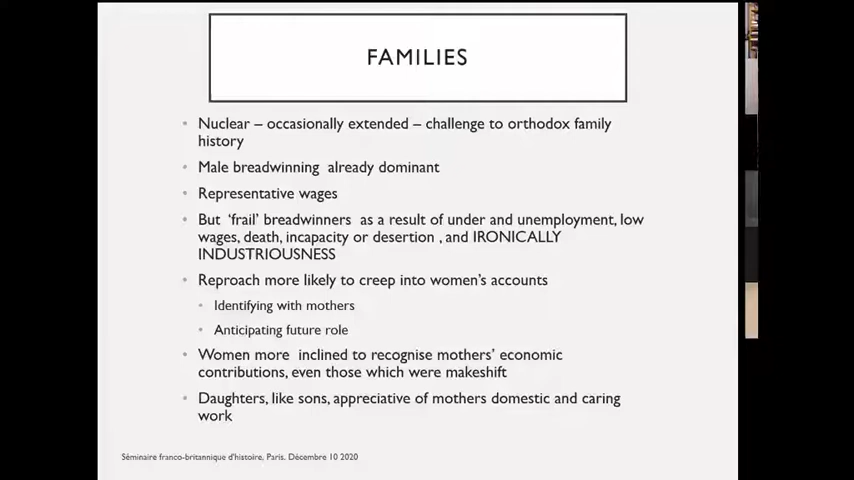 FAMILIES
• Nuclear – occasionally extended – challenge to orthodox family
history
• Male breadwinning already dominant
• Representative wages
• But ‘frail’ breadwinners as a result of under and unemployment, low
wages, death, incapacity or desertion , and IRONICALLY
INDUSTRIOUSNESS
• Reproach more likely to creep into women’s accounts
• Identifying with mothers
• Anticipating future role
• Women more inclined to recognise mothers’ economic
contributions, even those which were makeshift
• Daughters, like sons, appreciative of mothers domestic and caring
work
Séminaire franco-britannique d'histoire, Paris. Décembre 10 2020